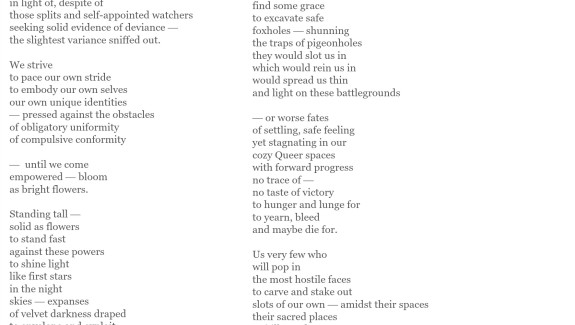 in light of, despite of
those splits and self-appointed watchers
seeking solid evidence of deviance —
the slightest variance sniffed out.
We strive
to pace our own stride
to embody our own selves
our own unique identities
— pressed against the obstacles
of obligatory uniformity
of compulsive conformity
— until we come
empowered — bloom
as bright flowers.
Standing tall —
solid as flowers
to stand fast
against these powers
to shine light
like first stars
in the night
skies — expanses
of velvet darkness draped
find some grace
to excavate safe
foxholes — shunning
the traps of pigeonholes
they would slot us in
which would rein us in
would spread us thin
and light on these battlegrounds
— or worse fates
of settling, safe feeling
yet stagnating in our
cozy Queer spaces
with forward progress
no trace of —
no taste of victory
to hunger and lunge for
to yearn, bleed
and maybe die for.
Us very few who
will pop in
the most hostile faces
to carve and stake out
slots of our own — amidst their spaces
their sacred places